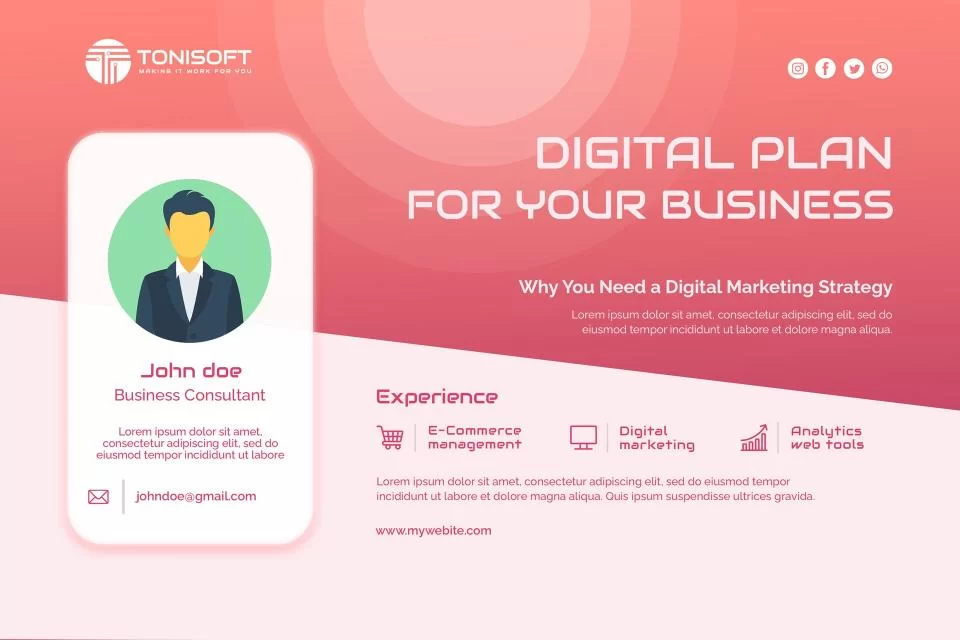 TONISOFT
MAKING IT WORK FOR YOU
DIGITAL PLAN
FOR YOUR BUSINESS
Why You Need a Digital Marketing Strategy
Lorem ipsum dolor sit amet, consectetur adipiscing elit, sed do
eiusmod tempor incididunt ut labore et dolore magna aliqua.
John doe
Business Consultant
Lorem ipsum dolor sit amet,
consectetur adipiscing elit, sed do
eiusmod tempor incididunt ut labore
johndoe@gmail.com
Experience
E-Commerce
management
Digital
marketing
Analytics
web tools
Lorem ipsum dolor sit amet, consectetur adipiscing elit, sed do eiusmod tempor
incididunt ut labore et dolore magna aliqua. Quis ipsum suspendisse ultrices gravida.
www.mywebite.com